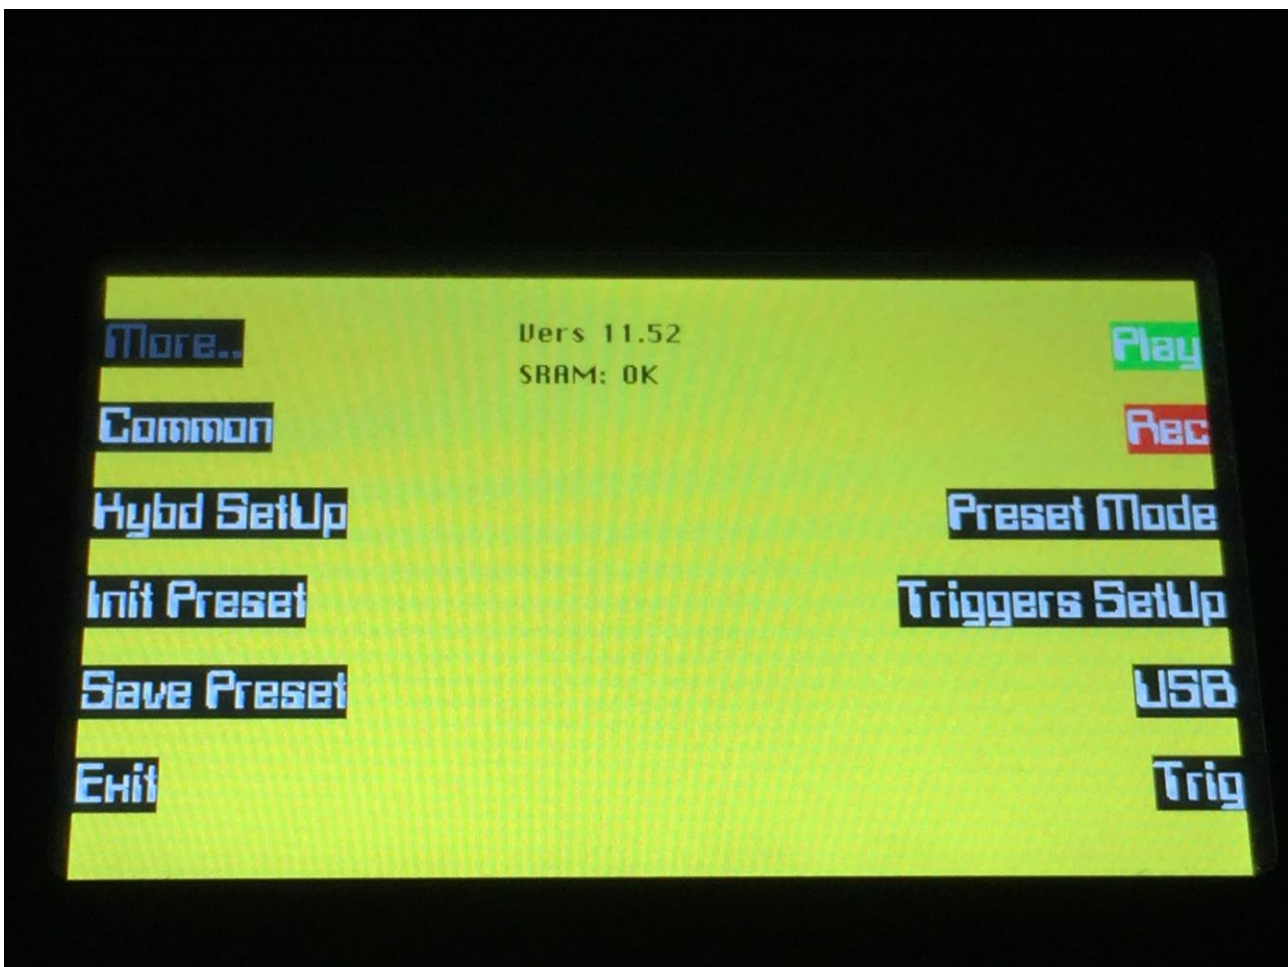 More..
Vers 11.52
Play
SRAM: OK
Common
Rec
Kybd SetUp
Preset Mode
Init Preset
Triggers SetUp
Save Preset
USB
Exit
Trig